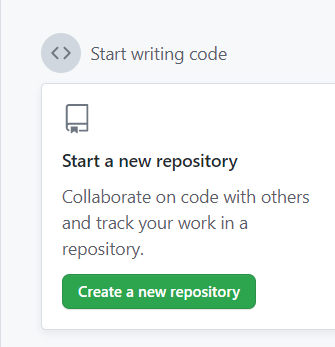 Start writing code
Start a new repository
Collaborate on code with others
and track your work in a
repository.
Create a new repository